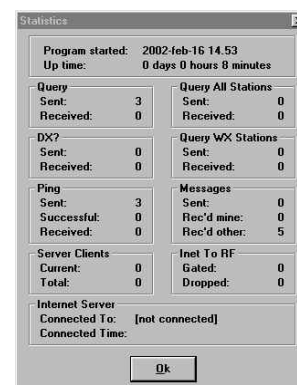 Statistics
Program started: 2002-feb-16 14.53
Up time: 0 days 0 hours 8 minutes
Query
Sent: 3
Received: 0
Query All Stations
Sent: 0
Received: 0
DX?
Sent: 0
Received: 0
Query WX Stations
Sent: 0
Received: 0
Ping
Sent: 3
Successful: 0
Received: 0
Messages
Sent: 0
Rec'd mine: 0
Rec'd other: 5
Server Clients
Current: 0
Total: 0
Inet To RF
Gated: 0
Dropped: 0
Internet Server
Connected To: [not connected]
Connected Time:
Ok